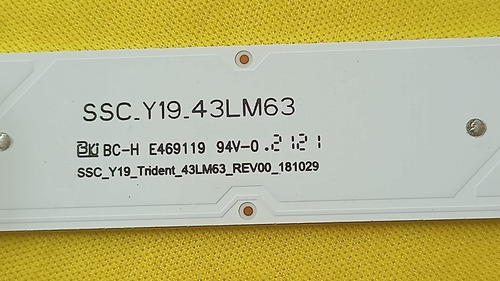 SSC_Y19_43LM63
BC-H E469119 94V-0 .2121
SSC_Y19_Trident_43LM63_REV00_181029